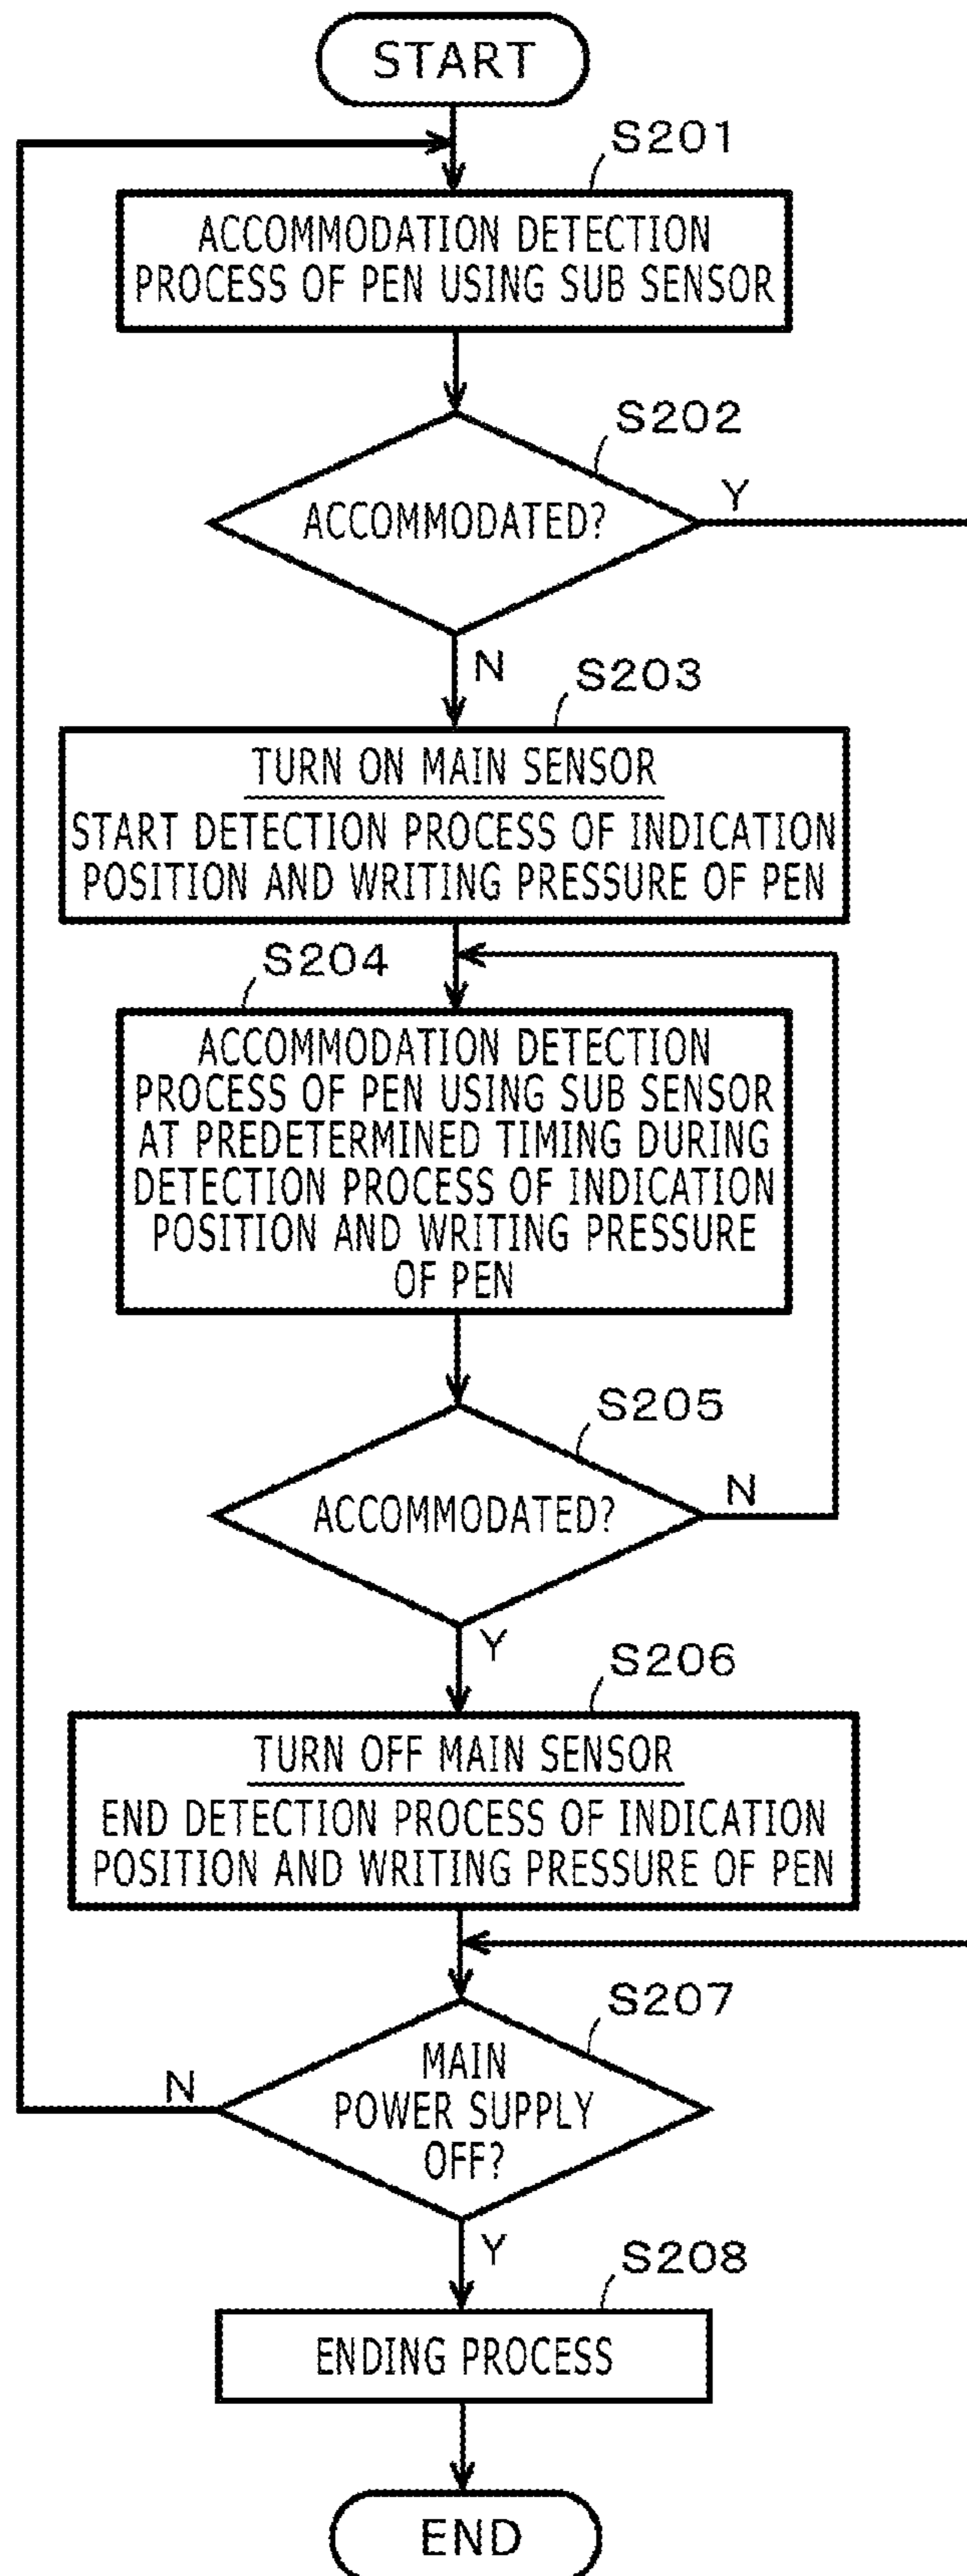 START
S201
ACCOMMODATION DETECTION
PROCESS OF PEN USING SUB SENSOR
S202
ACCOMMODATED?
Y
N
S203
TURN ON MAIN SENSOR
START DETECTION PROCESS OF INDICATION
POSITION AND WRITING PRESSURE OF PEN
S204
ACCOMMODATION DETECTION
PROCESS OF PEN USING SUB SENSOR
AT PREDETERMINED TIMING DURING
DETECTION PROCESS OF INDICATION
POSITION AND WRITING PRESSURE
OF PEN
S205
ACCOMMODATED?
N
Y
S206
TURN OFF MAIN SENSOR
END DETECTION PROCESS OF INDICATION
POSITION AND WRITING PRESSURE OF PEN
S207
MAIN
POWER SUPPLY
OFF?
N
Y
S208
ENDING PROCESS
END